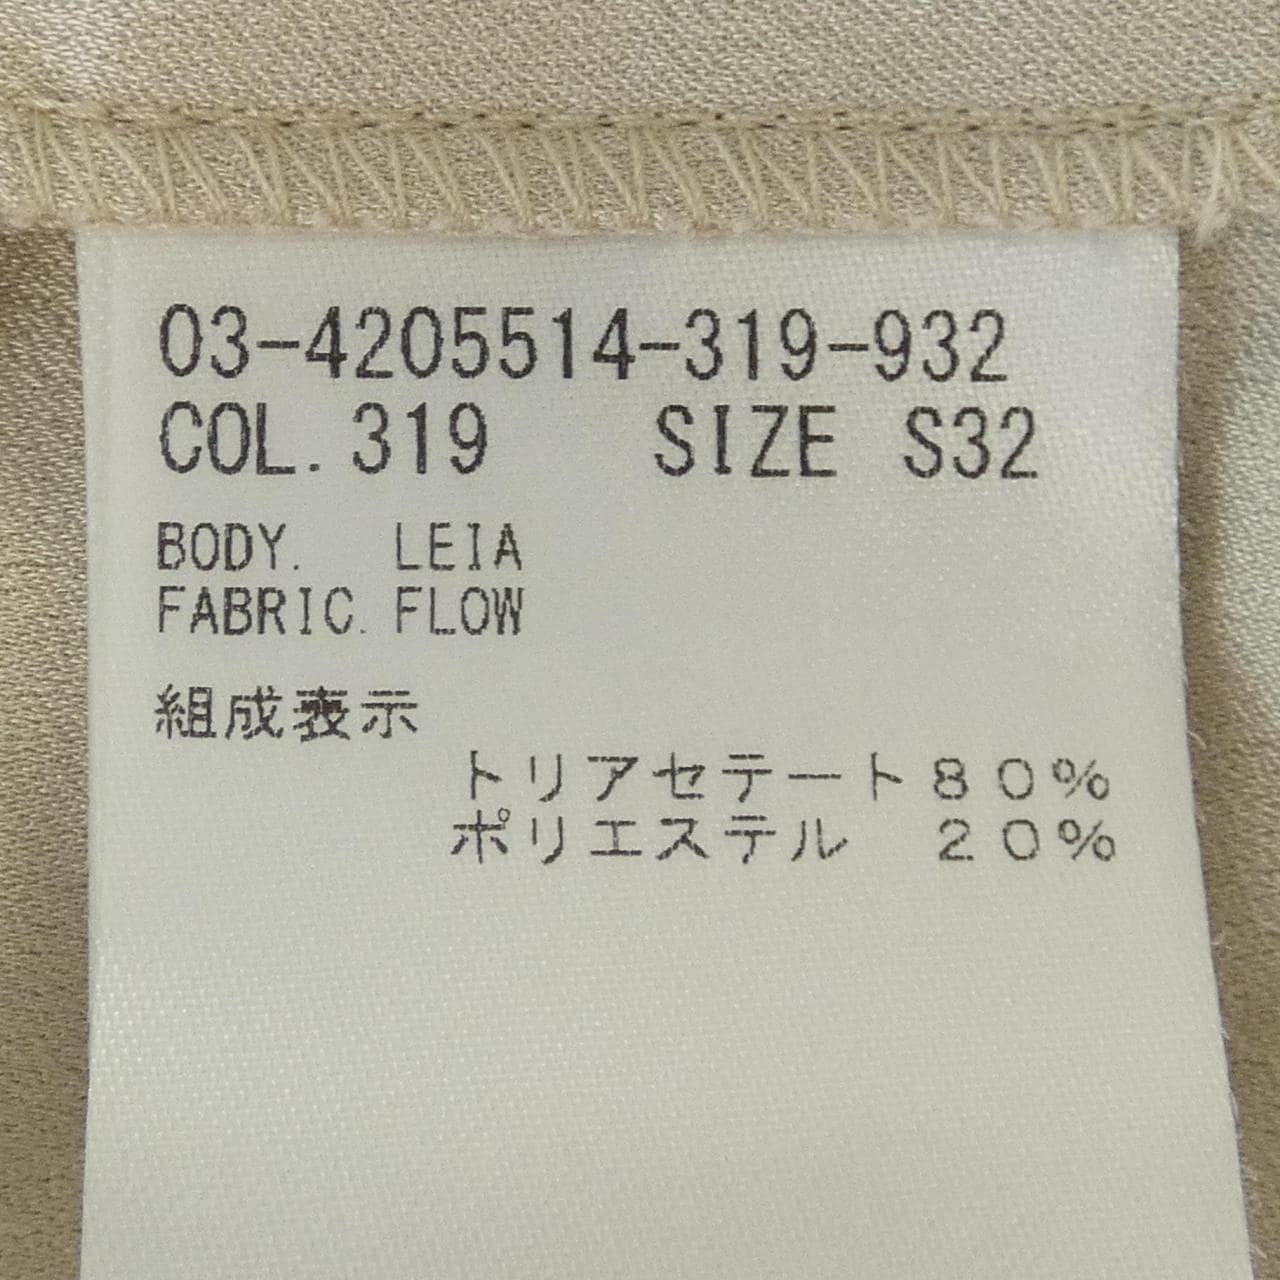 03-4205514-319-932
COL.319 SIZE S32
BODY. LEIA
FABRIC.FLOW
組成表示
トリアセテート80%
ポリエステル 20%